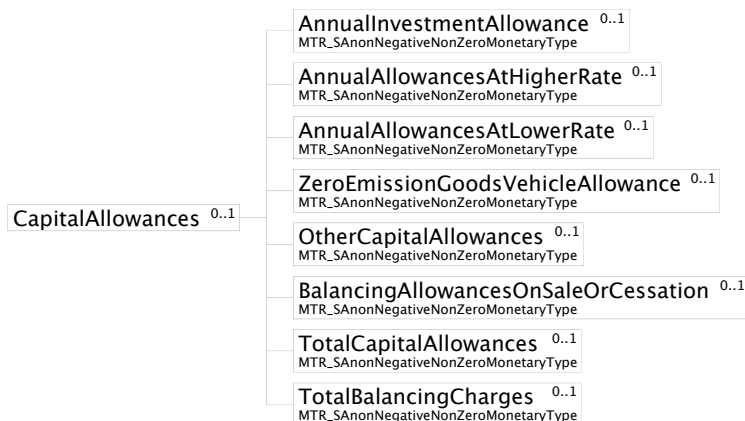 AnnualInvestmentAllowance 0..1
MTR_SAnonNegativeNonZeroMonetaryType
AnnualAllowancesAtHigherRate 0..1
MTR_SAnonNegativeNonZeroMonetaryType
AnnualAllowancesAtLowerRate 0..1
MTR_SAnonNegativeNonZeroMonetaryType
ZeroEmissionGoodsVehicleAllowance 0..1
MTR_SAnonNegativeNonZeroMonetaryType
CapitalAllowances 0..1
OtherCapitalAllowances 0..1
MTR_SAnonNegativeNonZeroMonetaryType
BalancingAllowancesOnSaleOrCessation 0..1
MTR_SAnonNegativeNonZeroMonetaryType
TotalCapitalAllowances 0..1
MTR_SAnonNegativeNonZeroMonetaryType
TotalBalancingCharges 0..1
MTR_SAnonNegativeNonZeroMonetaryType